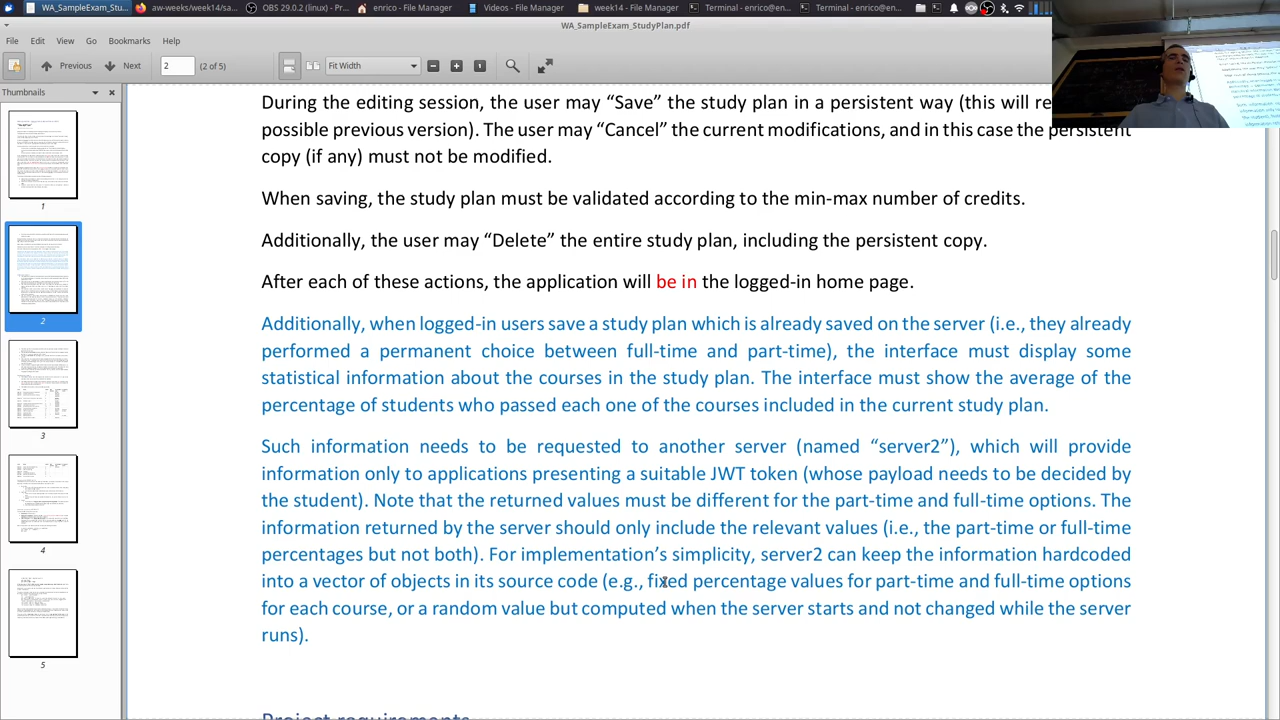 WA_SampleExam_Stu... aw-weeks/week14/sa... OBS 29.0.2 (linux) - Pr... enrico - File Manager Videos - File Manager week14 - File Manager Terminal - enrico@en... Terminal - enrico@en...
WA_SampleExam_StudyPlan.pdf
File Edit View Go Bookmarks Help
Previous Next 2 (2 of 5) Fit Width
Thumbnails
1
2
3
4
5
During the editing session, the user may “Save” the study plan in a persistent way (this will re
possible previous version). The user may “Cancel” the current modifications, and in this case the persistent
copy (if any) must not be modified.
When saving, the study plan must be validated according to the min-max number of credits.
Additionally, the user may “Delete” the entire study plan, including the persistent copy.
After each of these actions, the application will be in the logged-in home page.
Additionally, when logged-in users save a study plan which is already saved on the server (i.e., they already
performed a permanent choice between full-time and part-time), the interface must display some
statistical information about the courses in the study plan. The interface must show the average of the
percentage of students who passed each one of the courses included in the current study plan.
Such information needs to be requested to another server (named “server2”), which will provide
information only to applications presenting a suitable JWT token (whose payload needs to be decided by
the student). Note that the returned values must be different for the part-time and full-time options. The
information returned by the server should only include the relevant values (i.e., the part-time or full-time
percentages but not both). For implementation’s simplicity, server2 can keep the information hardcoded
into a vector of objects in its source code (e.g., fixed percentage values for part-time and full-time options
for each course, or a random value but computed when the server starts and not changed while the server
runs).
Project requirements